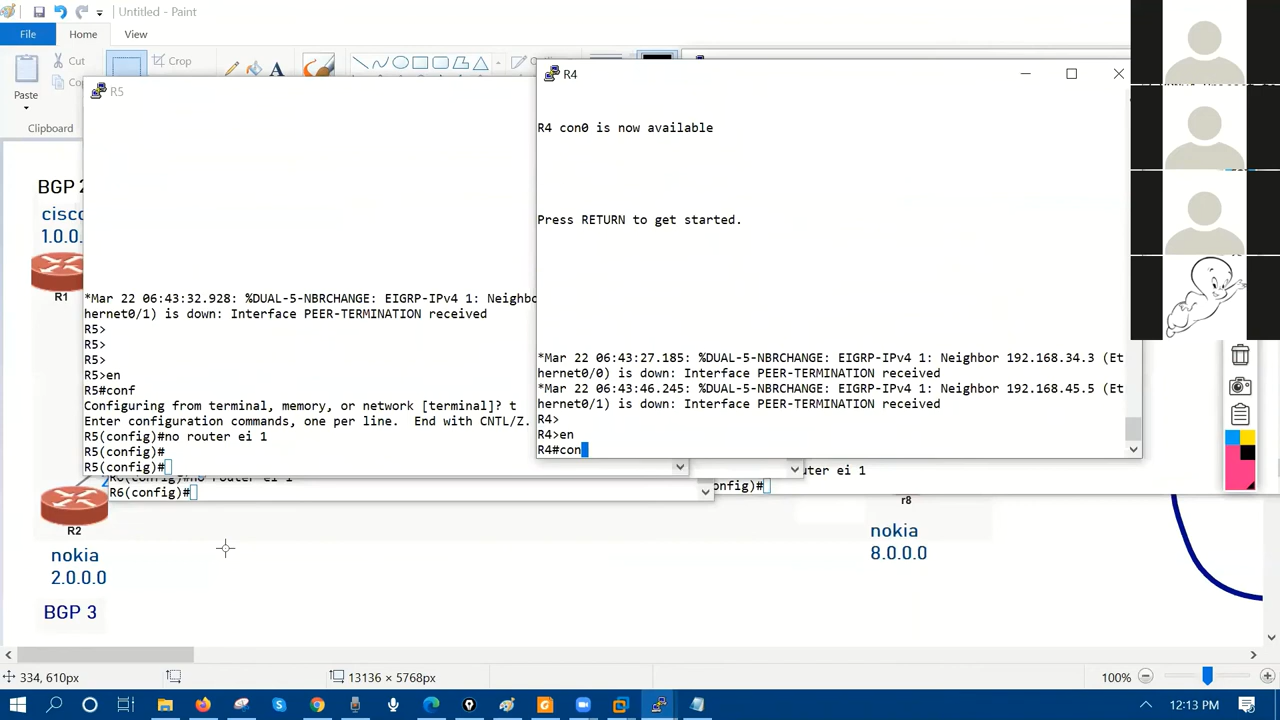 Untitled - Paint
File
Home
View
Paste
Cut
Crop
Clipboard
R5
*Mar 22 06:43:32.928: %DUAL-5-NBRCHANGE: EIGRP-IPv4 1: Neighbor
hernet0/1) is down: Interface PEER-TERMINATION received
R5>
R5>
R5>
R5>en
R5#conf
Configuring from terminal, memory, or network [terminal]? t
Enter configuration commands, one per line. End with CNTL/Z.
R5(config)#no router ei 1
R5(config)#
R5(config)#
R6(config)#no router ei 1
R6(config)#
R4
R4 con0 is now available
Press RETURN to get started.
*Mar 22 06:43:27.185: %DUAL-5-NBRCHANGE: EIGRP-IPv4 1: Neighbor 192.168.34.3 (Et
hernet0/0) is down: Interface PEER-TERMINATION received
*Mar 22 06:43:46.245: %DUAL-5-NBRCHANGE: EIGRP-IPv4 1: Neighbor 192.168.45.5 (Et
hernet0/1) is down: Interface PEER-TERMINATION received
R4>
R4>en
R4#con
uter ei 1
onfig)#
BGP 2
cisco
1.0.0.
R1
R2
nokia
2.0.0.0
BGP 3
r8
nokia
8.0.0.0
334, 610px
13136 × 5768px
100%
12:13 PM